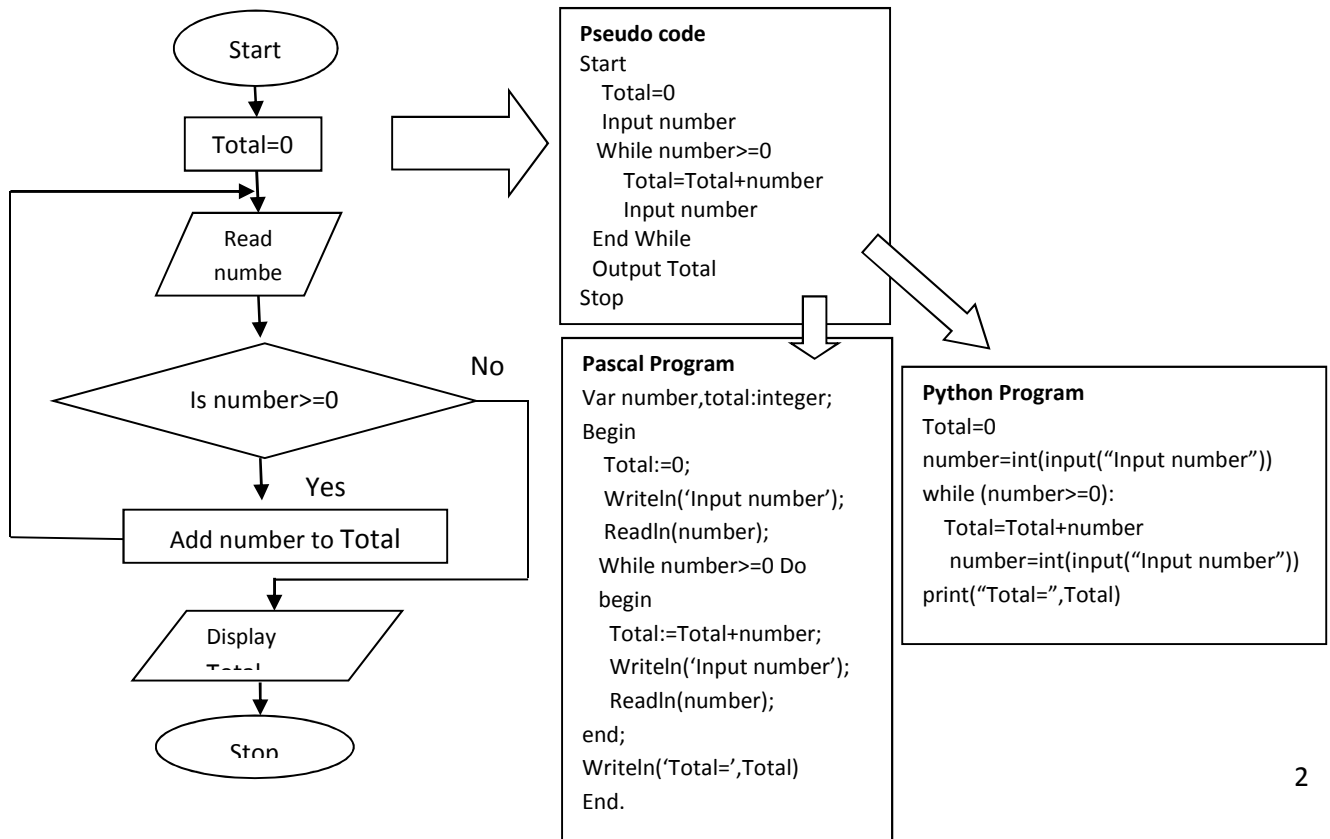 Start
Total=0
Read
numbe
Is number>=0
No
Yes
Add number to Total
Display
Total
Stop
Pseudo code
Start
Total=0
Input number
While number>=0
Total=Total+number
Input number
End While
Output Total
Stop
Pascal Program
Var number,total:integer;
Begin
Total:=0;
Writeln(‘Input number’);
Readln(number);
While number>=0 Do
begin
Total:=Total+number;
Writeln(‘Input number’);
Readln(number);
end;
Writeln(‘Total=’,Total)
End.
Python Program
Total=0
number=int(input(“Input number”))
while (number>=0):
Total=Total+number
number=int(input(“Input number”))
print(“Total=”,Total)
2